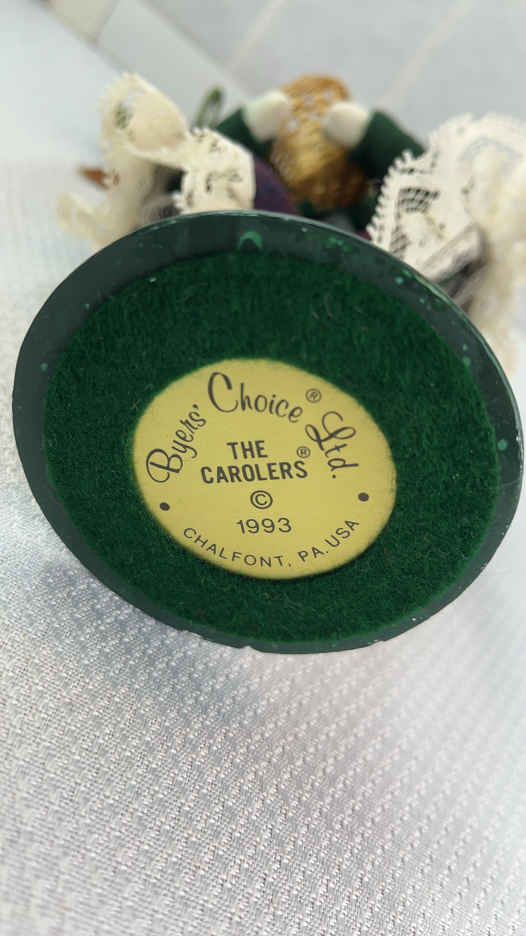 Byers' Choice® Ltd.
THE
CAROLERS®
©
1993
CHALFONT, PA. USA